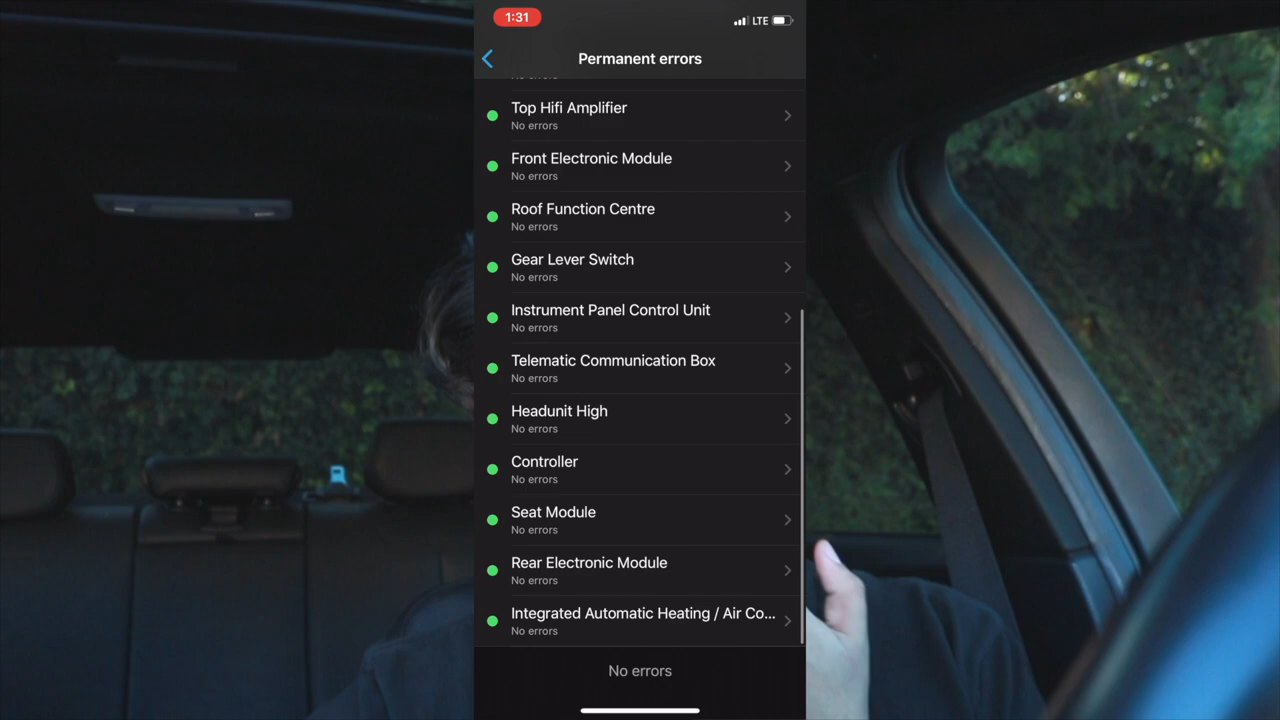 1:31
LTE
Permanent errors
Top Hifi Amplifier
No errors
Front Electronic Module
No errors
Roof Function Centre
No errors
Gear Lever Switch
No errors
Instrument Panel Control Unit
No errors
Telematic Communication Box
No errors
Headunit High
No errors
Controller
No errors
Seat Module
No errors
Rear Electronic Module
No errors
Integrated Automatic Heating / Air Co...
No errors
No errors